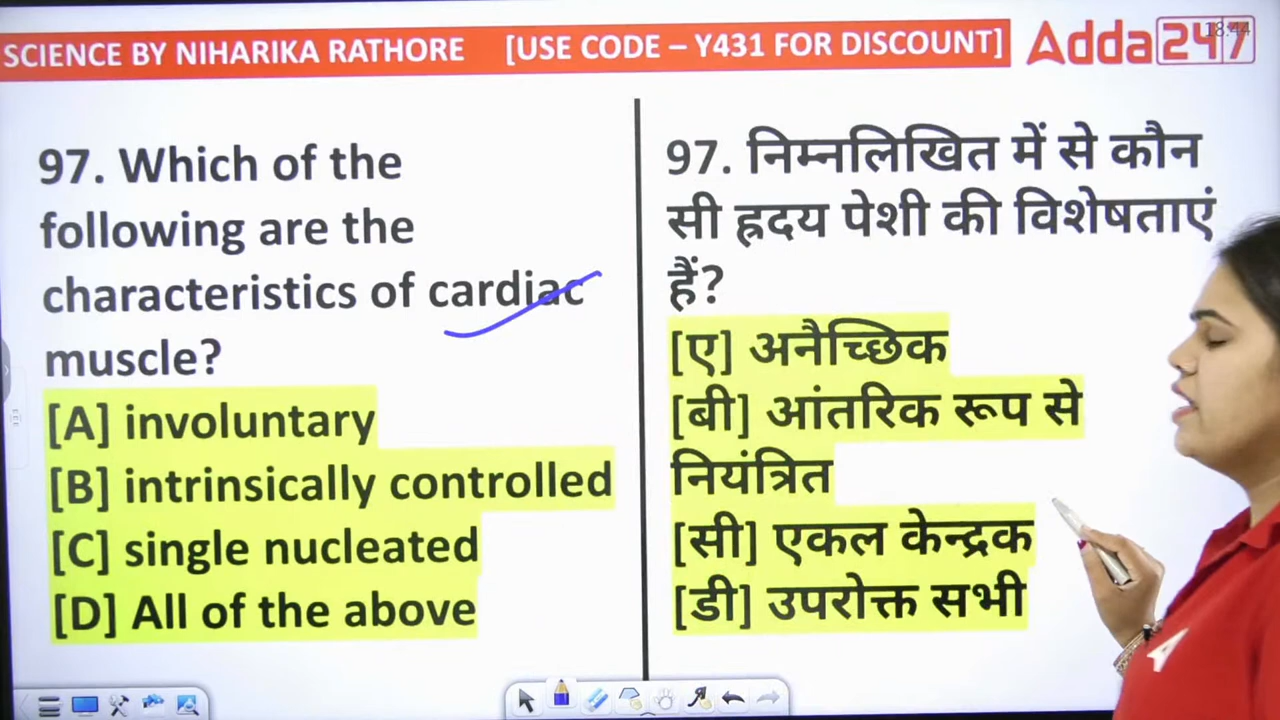 SCIENCE BY NIHARIKA RATHORE [USE CODE – Y431 FOR DISCOUNT]
Adda247
18:44
97. Which of the
following are the
characteristics of cardiac
muscle?
[A] involuntary
[B] intrinsically controlled
[C] single nucleated
[D] All of the above
97. निम्नलिखित में से कौन
सी ह्रदय पेशी की विशेषताएं
हैं?
[ए] अनैच्छिक
[बी] आंतरिक रूप से
नियंत्रित
[सी] एकल केन्द्रक
[डी] उपरोक्त सभी